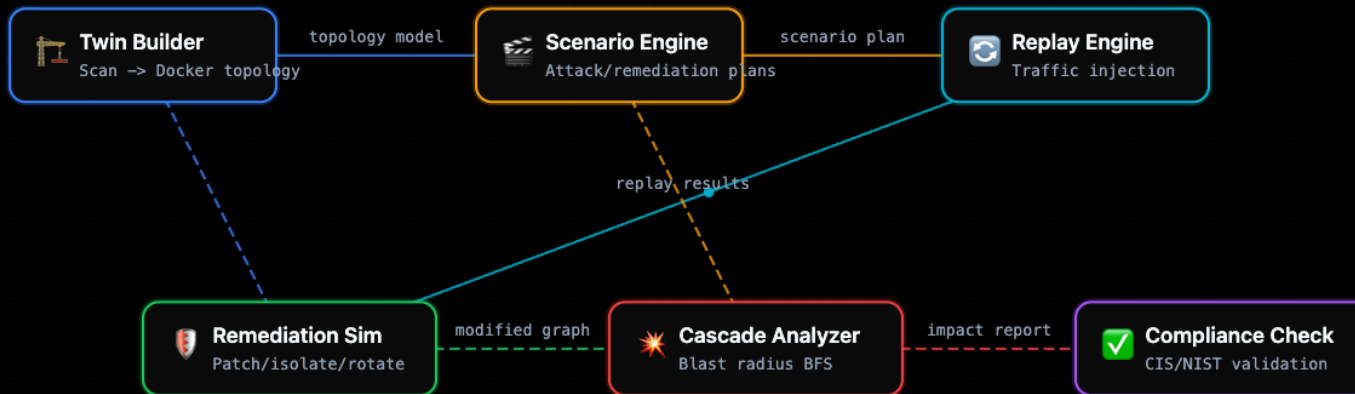 Twin Builder
Scan —> Docker topology
topology model
Scenario Engine
Attack/remediation plans
scenario plan
Replay Engine
Traffic injection
replay results
Remediation Sim
Patch/isolate/rotate
modified graph
Cascade Analyzer
Blast radius BFS
impact report
Compliance Check
CIS/NIST validation